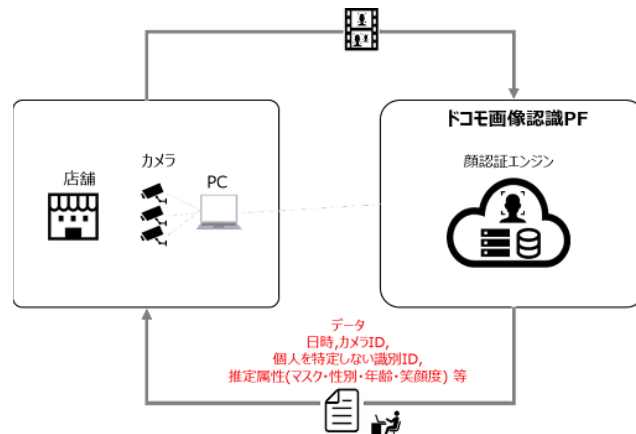 ドコモ画像認識PF
カメラ
顔認証エンジン
店舗
PC
データ
日時,カメラID,
個人を特定しない識別ID,
推定属性(マスク・性別・年齢・笑顔度) 等